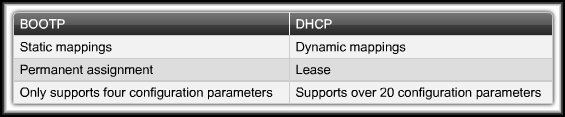 BOOTP DHCP
Static mappings Dynamic mappings
Permanent assignment Lease
Only supports four configuration parameters Supports over 20 configuration parameters